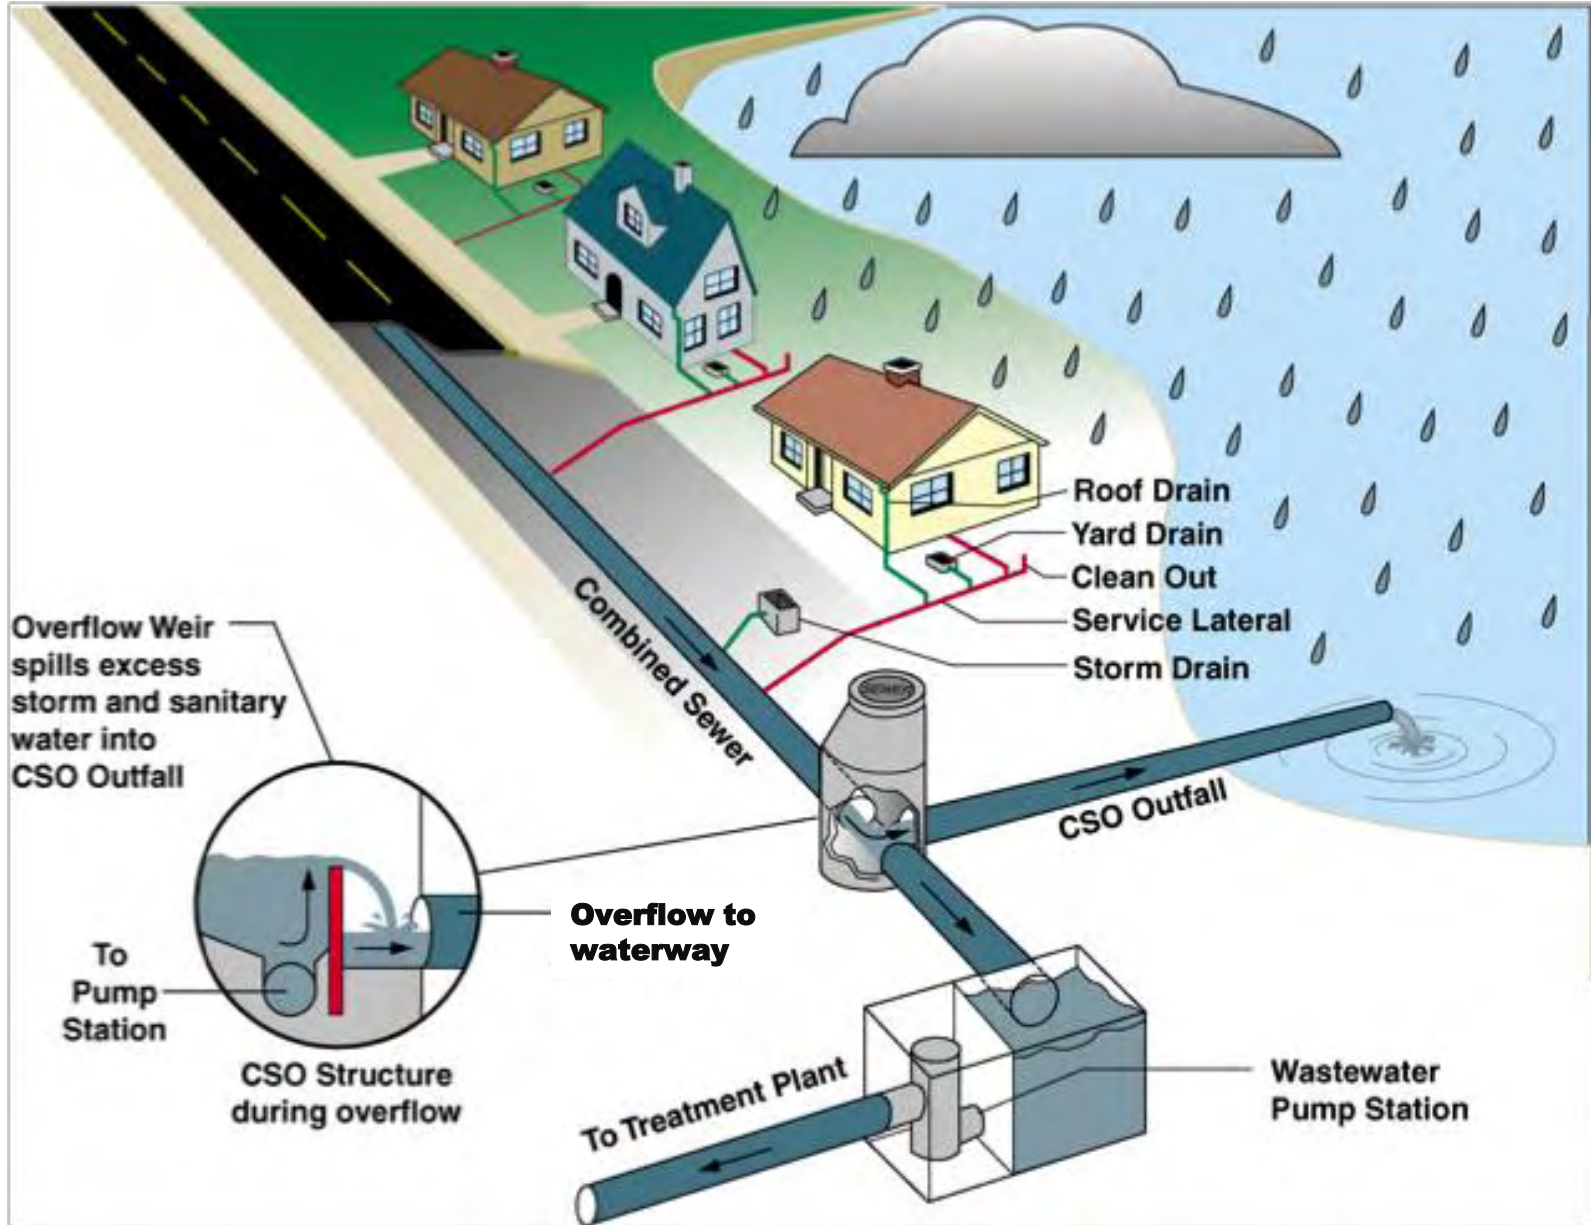 Roof Drain
Yard Drain
Clean Out
Service Lateral
Storm Drain
Combined Sewer
Overflow Weir
spills excess
storm and sanitary
water into
CSO Outfall
CSO Outfall
Overflow to
waterway
To
Pump
Station
CSO Structure
during overflow
To Treatment Plant
Wastewater
Pump Station